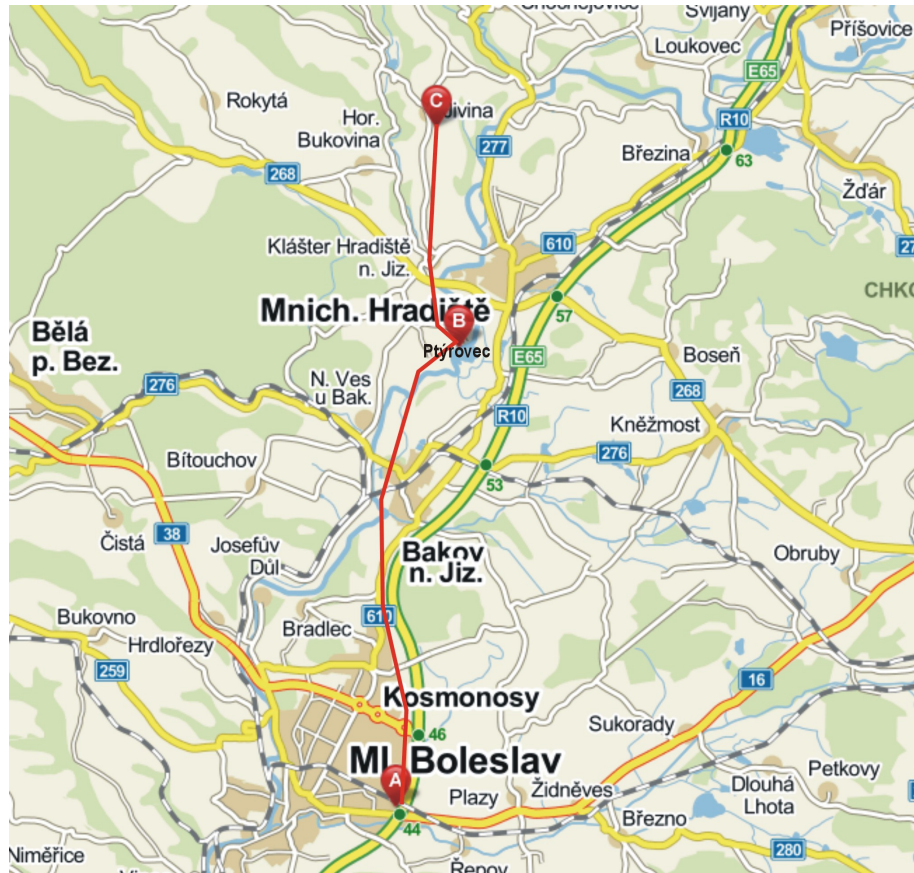 Svijany
Příšovice
Loukovec
E65
Rokytá
C
Jivina
R10
Hor.
Bukovina
277
Březina
63
268
Žďár
Klášter Hradiště
n. Jiz.
610
CHKO
Mnich. Hradiště
57
B
Bělá
p. Bez.
Ptýrovec
E65
Boseň
276
N. Ves
u Bak.
268
R10
Kněžmost
Bítouchov
276
53
38
Čistá
Josefův
Důl
Bakov
n. Jiz.
Obruby
Bukovno
610
Hrdlořezy
Bradlec
259
16
Kosmonosy
Sukorady
46
Ml. Boleslav
A
Plazy
Židněves
Dlouhá
Lhota
Petkovy
44
Březno
Niměřice
280
Řepov